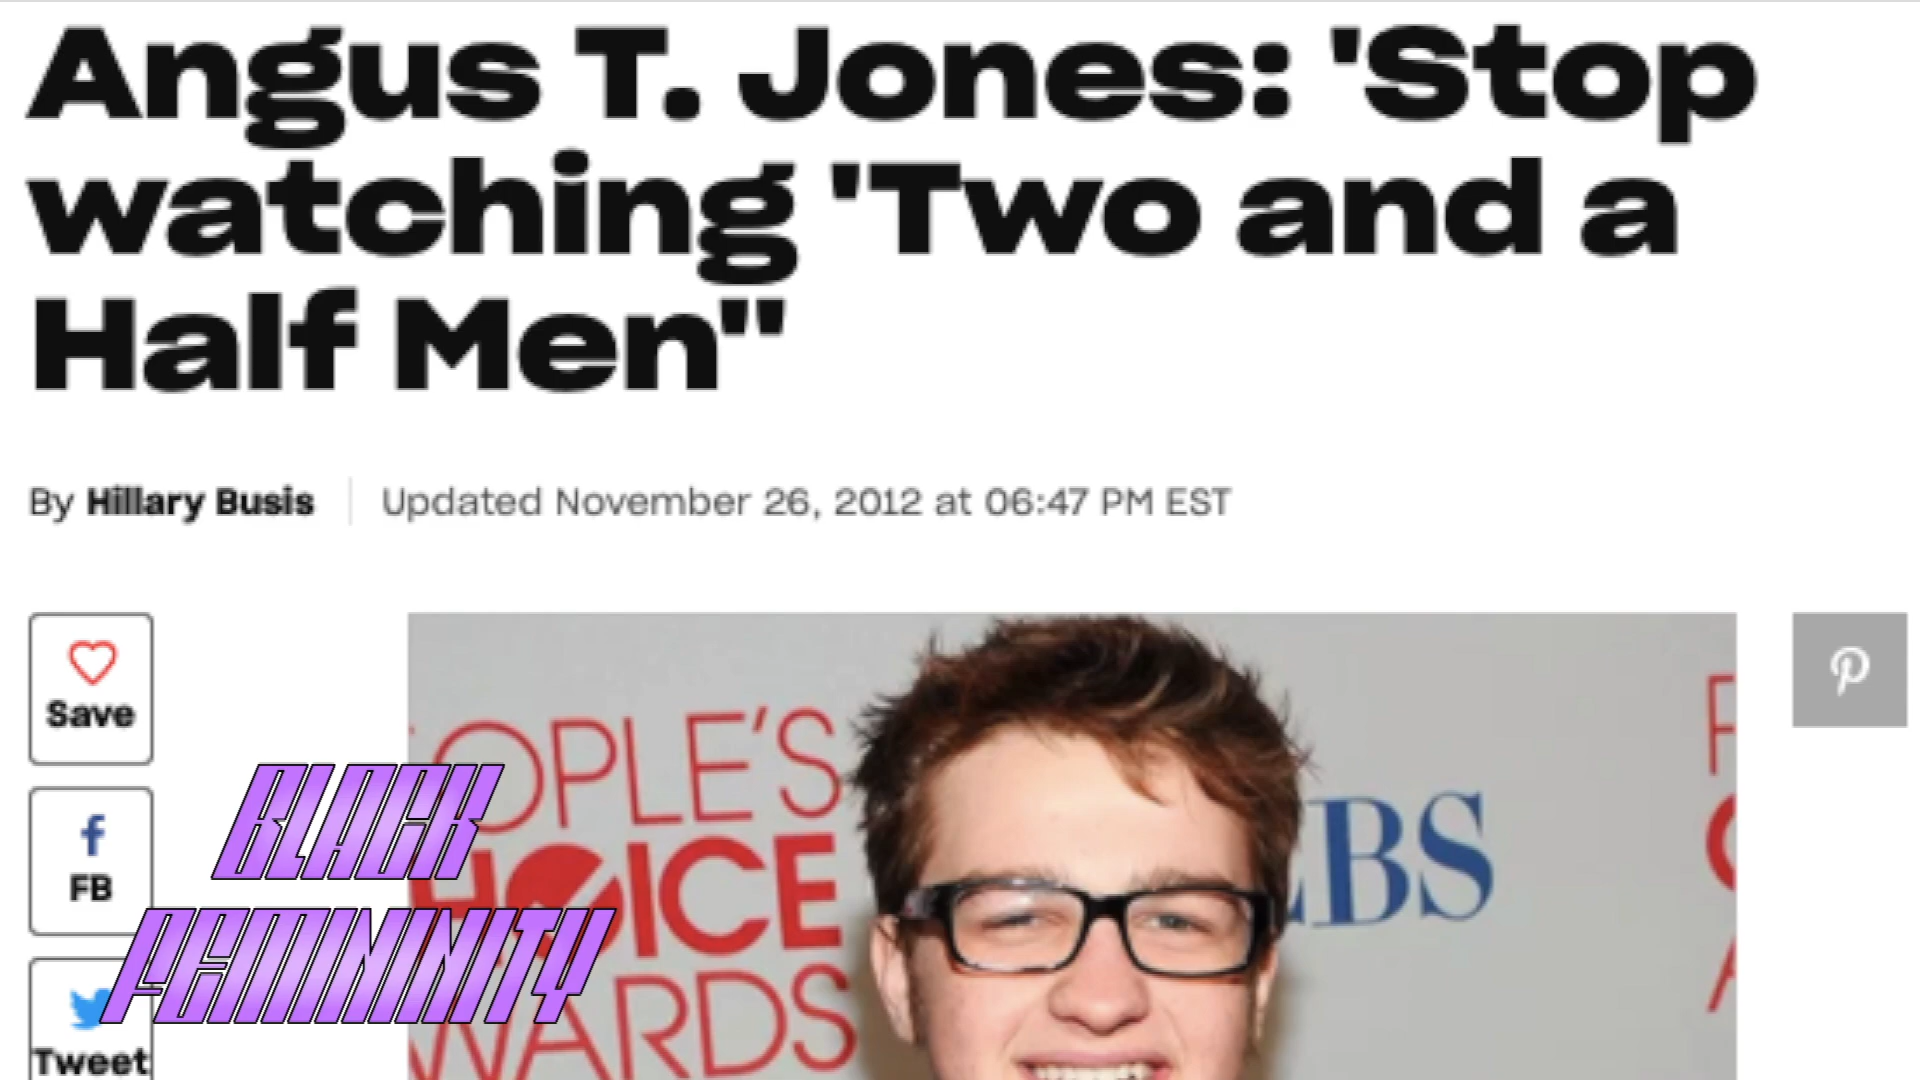 Angus T. Jones: 'Stop
watching 'Two and a
Half Men"
By Hillary Busis
Updated November 26, 2012 at 06:47 PM EST
Save
FB
Tweet
BLACK
FEMININITY
OPLE'S
HOICE
WARDS
BS